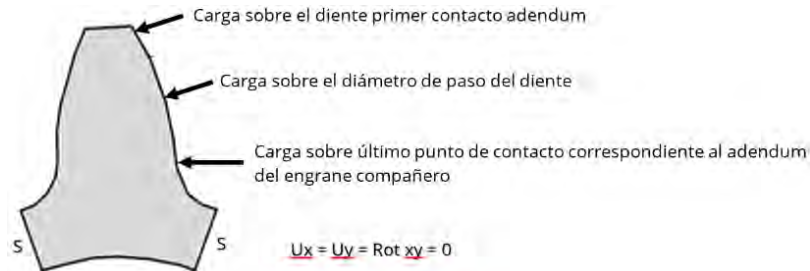 Carga sobre el diente primer contacto adendum
Carga sobre el diámetro de paso del diente
Carga sobre último punto de contacto correspondiente al adendum
del engrane compañero
S
S
Ux = Uy = Rot xy = 0